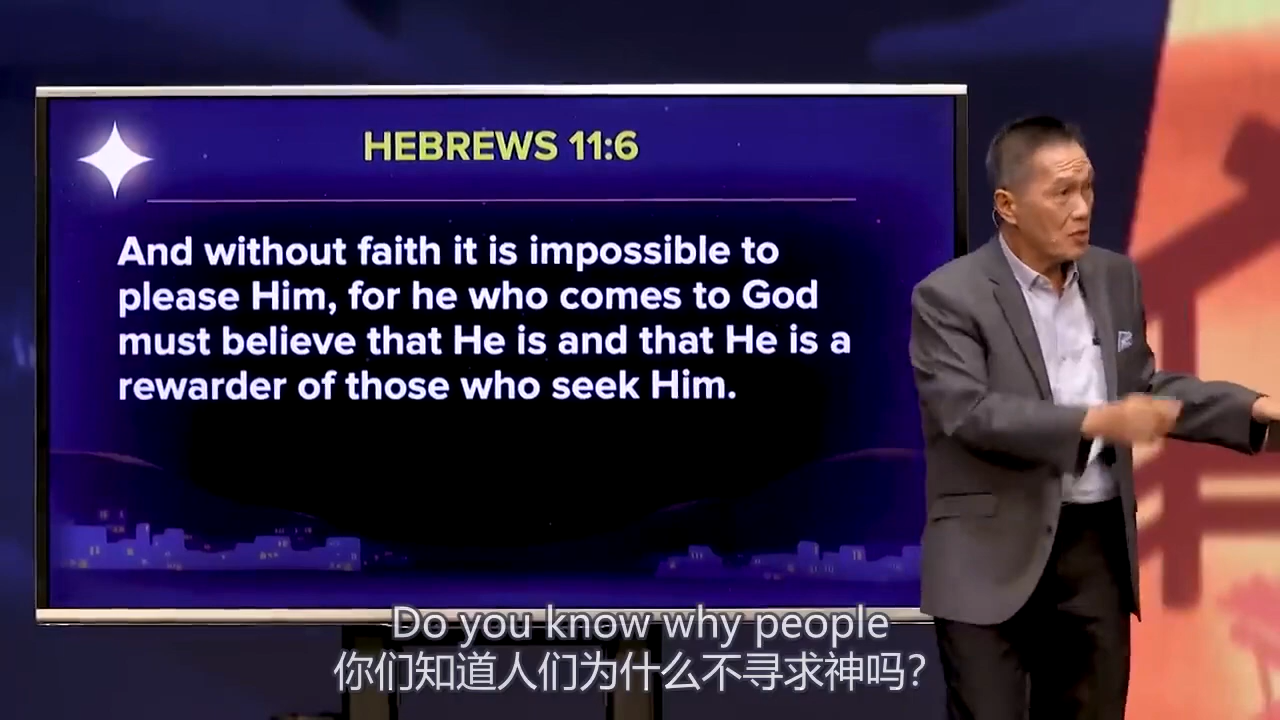 HEBREWS 11:6
And without faith it is impossible to
please Him, for he who comes to God
must believe that He is and that He is a
rewarder of those who seek Him.
Do you know why people
你们知道人们为什么不寻求神吗?